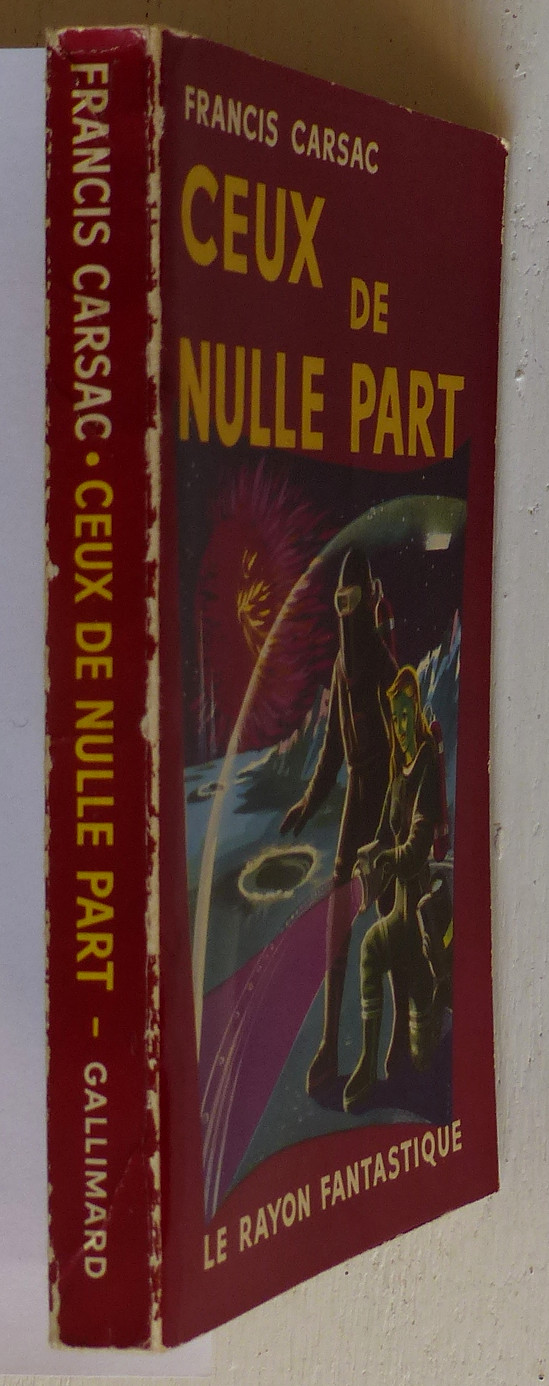 FRANCIS CARSAC • CEUX DE NULLE PART – GALLIMARD
FRANCIS CARSAC
CEUX
DE
NULLE PART
LE RAYON FANTASTIQUE